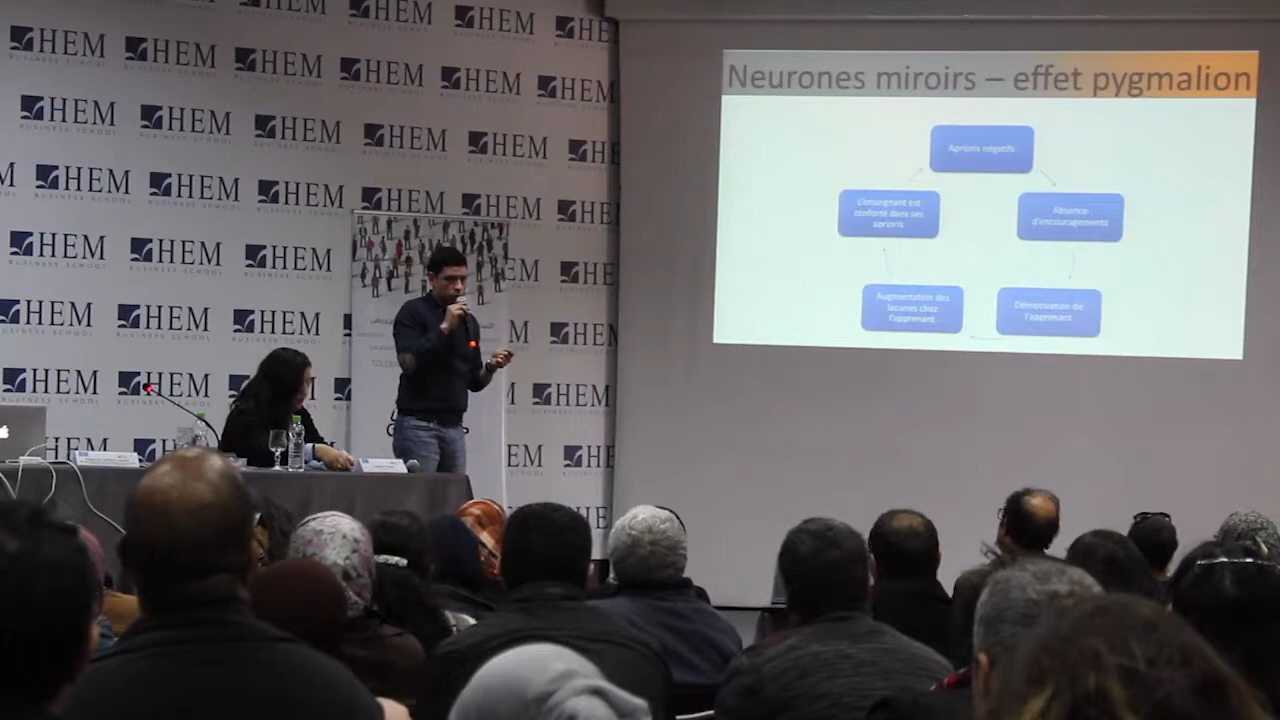 HEM
BUSINESS SCHOOL
Neurones miroirs – effet pygmalion
Aprioris négatifs
L'enseignant est
conforté dans ses
aprioris
Absence
d'encouragements
Augmentation des
lacunes chez
l'apprenant
Démotivation de
l'apprenant